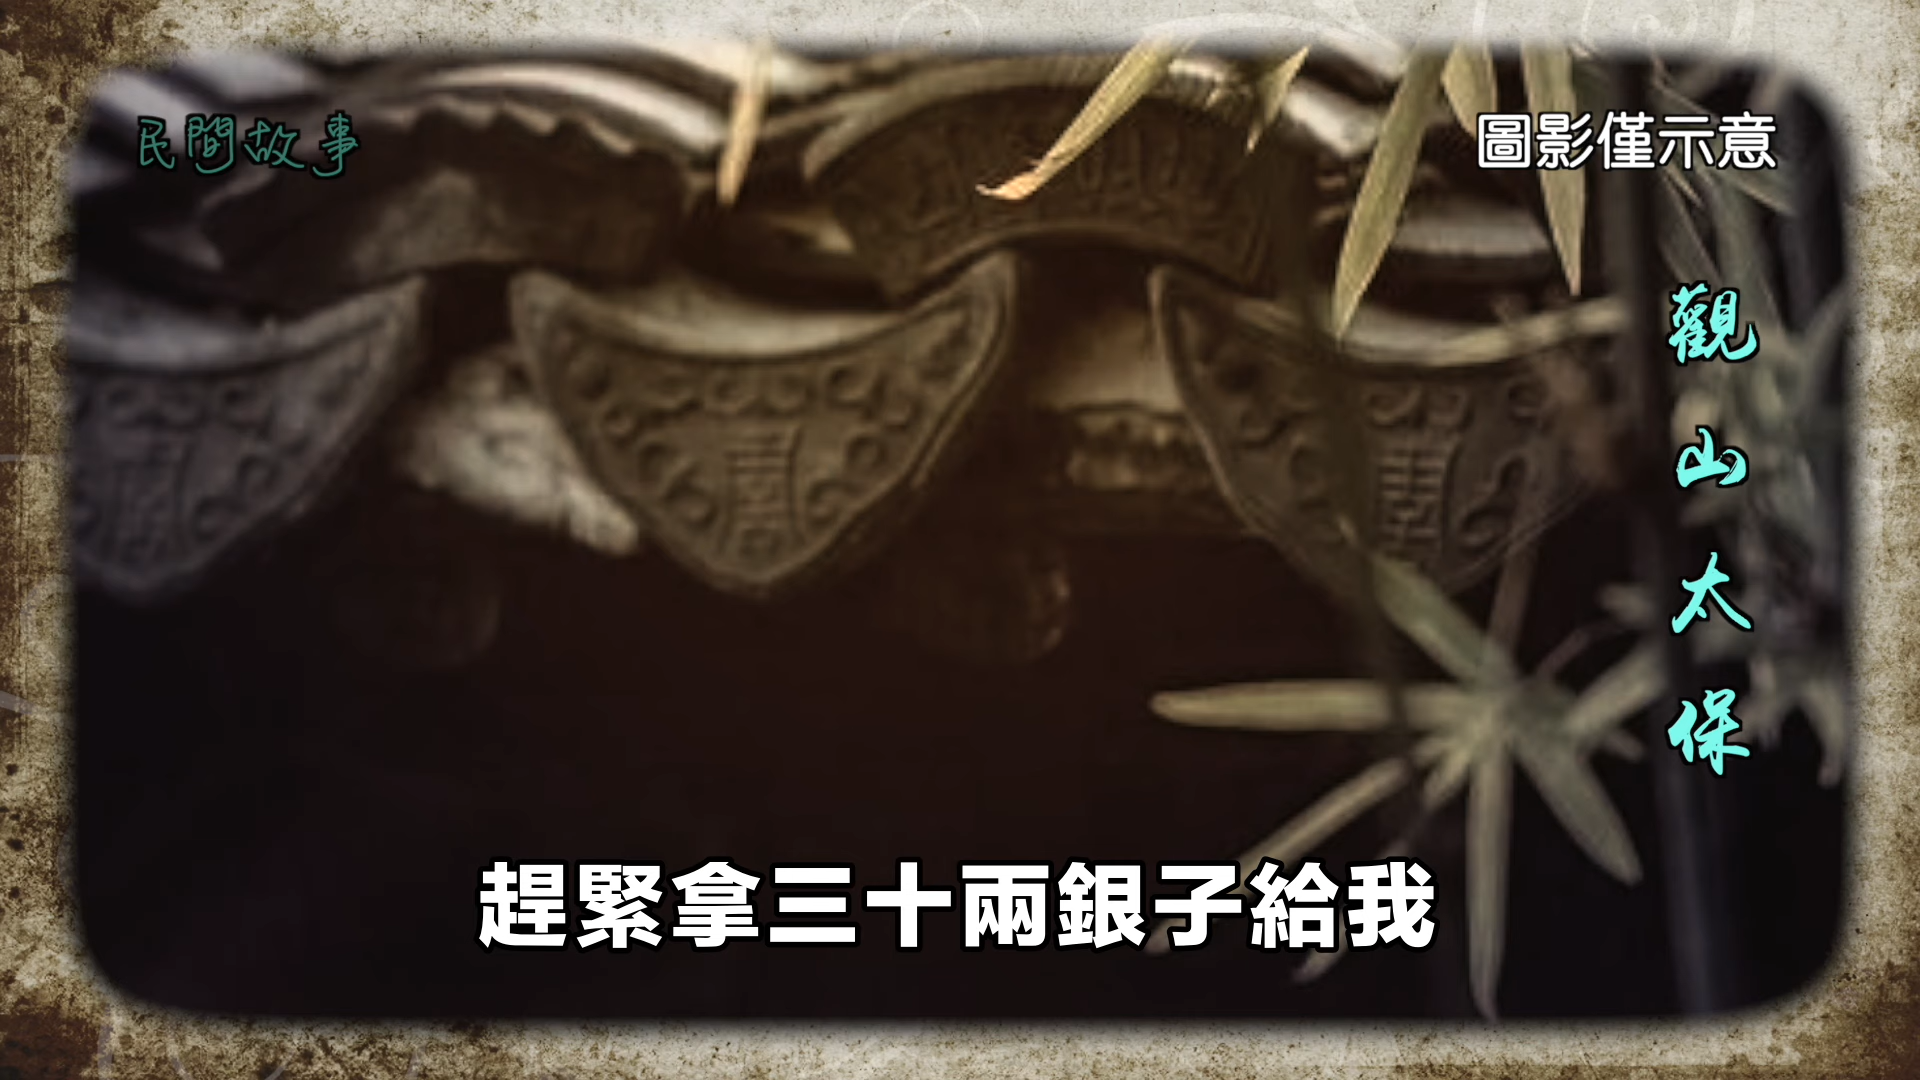 民間故事
圖影僅示意
觀山太保
趕緊拿三十兩銀子給我